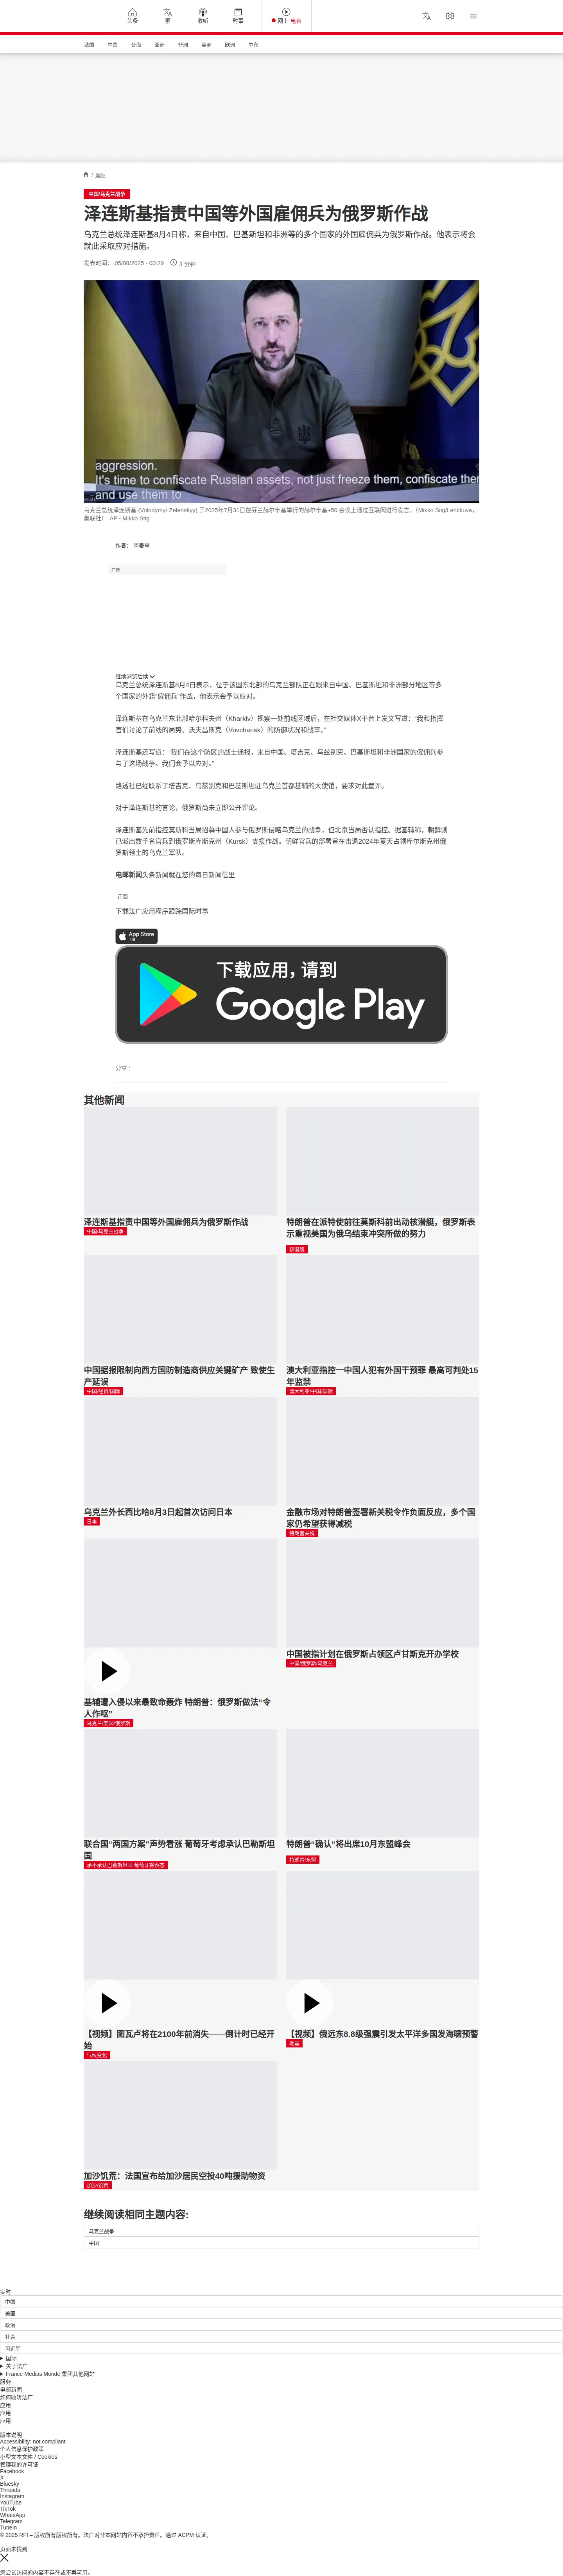 头条
繁
收听
时事
网上 电台
法国
中国
台海
亚洲
非洲
美洲
欧洲
中东
/ 国际
中国/乌克兰战争
泽连斯基指责中国等外国雇佣兵为俄罗斯作战
乌克兰总统泽连斯基8月4日称，来自中国、巴基斯坦和非洲等的多个国家的外国雇佣兵为俄罗斯作战。他表示将会
就此采取应对措施。
发表时间： 05/08/2025 - 00:29
3 分钟
aggression.
It's time to confiscate Russian assets, not just freeze them, confiscate them
and use them to
乌克兰总统泽连斯基 (Volodymyr Zelenskyy) 于2025年7月31日在芬兰赫尔辛基举行的赫尔辛基+50 会议上通过互联网进行发言。（Mikko Stig/Lehtikuva，
美联社） AP - Mikko Stig
作者： 阿曼亭
广告
继续浏览后续
乌克兰总统泽连斯基8月4日表示，位于该国东北部的乌克兰部队正在跟来自中国、巴基斯坦和非洲部分地区等多
个国家的外籍“雇佣兵”作战，他表示会予以应对。
泽连斯基在乌克兰东北部哈尔科夫州（Kharkiv）视察一处前线区域后，在社交媒体X平台上发文写道：“我和指挥
官们讨论了前线的局势、沃夫昌斯克（Vovchansk）的防御状况和战事。”
泽连斯基还写道：“我们在这个防区的战士通报，来自中国、塔吉克、乌兹别克、巴基斯坦和非洲国家的雇佣兵参
与了这场战争。我们会予以应对。”
路透社已经联系了塔吉克、乌兹别克和巴基斯坦驻乌克兰首都基辅的大使馆，要求对此置评。
对于泽连斯基的言论，俄罗斯尚未立即公开评论。
泽连斯基先前指控莫斯科当局招募中国人参与俄罗斯侵略乌克兰的战争，但北京当局否认指控。据基辅称，朝鲜则
已派出数千名官兵到俄罗斯库斯克州（Kursk）支援作战。朝鲜官兵的部署旨在击退2024年夏天占领库尔斯克州俄
罗斯领土的乌克兰军队。
电邮新闻头条新闻就在您的每日新闻信里
订阅
下载法广应用程序跟踪国际时事
App Store
下载
下载应用，请到
Google Play
分享 :
其他新闻
泽连斯基指责中国等外国雇佣兵为俄罗斯作战
中国/乌克兰战争
特朗普在派特使前往莫斯科前出动核潜艇，俄罗斯表
示重视美国为俄乌结束冲突所做的努力
核潜艇
中国据报限制向西方国防制造商供应关键矿产 致使生
产延误
中国/经贸/国际
澳大利亚指控一中国人犯有外国干预罪 最高可判处15
年监禁
澳大利亚/中国/国际
乌克兰外长西比哈8月3日起首次访问日本
日本
金融市场对特朗普签署新关税令作负面反应，多个国
家仍希望获得减税
特朗普关税
基辅遭入侵以来最致命轰炸 特朗普：俄罗斯做法“令
人作呕”
乌克兰/美国/俄罗斯
中国被指计划在俄罗斯占领区卢甘斯克开办学校
中国/俄罗斯/乌克兰
联合国“两国方案”声势看涨 葡萄牙考虑承认巴勒斯坦
国
承不承认巴勒斯坦国 葡萄牙将表态
特朗普“确认”将出席10月东盟峰会
特朗普/东盟
【视频】图瓦卢将在2100年前消失——倒计时已经开
始
气候变化
【视频】俄远东8.8级强震引发太平洋多国发海啸预警
地震
加沙饥荒：法国宣布给加沙居民空投40吨援助物资
加沙/饥荒
继续阅读相同主题内容:
乌克兰战争
中国
实时
中国
美国
政治
社会
习近平
国际
关于法广
France Médias Monde 集团其他网站
服务
电邮新闻
如何收听法广
应用
应用
应用
版本说明
Accessibility: not compliant
个人信息保护政策
小型文本文件 / Cookies
管理我的许可证
Facebook
X
Bluesky
Threads
Instagram
YouTube
TikTok
WhatsApp
Telegram
TuneIn
© 2025 RFI – 版权所有版权所有。法广对非本网站内容不承担责任。通过 ACPM 认证。
页面未找到
您尝试访问的内容不存在或不再可用。